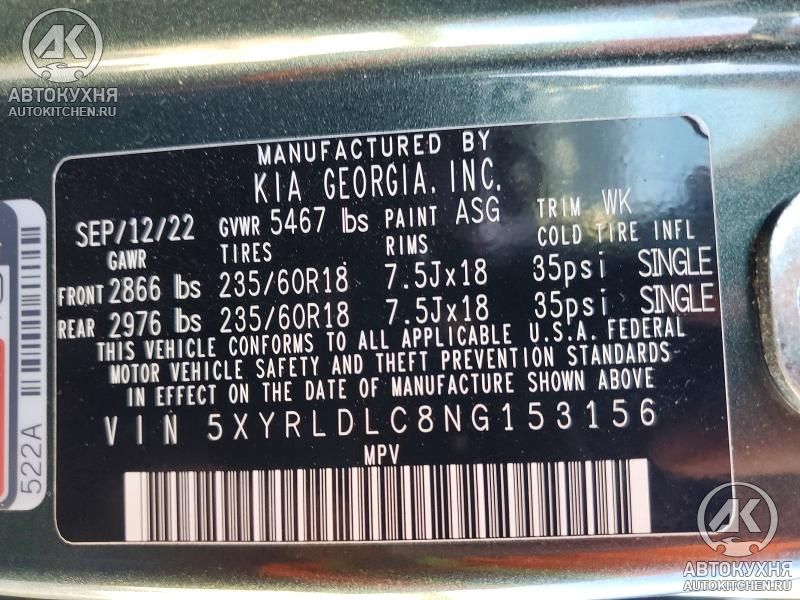 AK
АВТОКУХНЯ
AUTOKITCHEN.RU
MANUFACTURED BY
KIA GEORGIA, INC.
SEP/12/22 GVWR 5467 lbs PAINT ASG TRIM WK
GAWR TIRES RIMS COLD TIRE INFL
FRONT 2866 lbs 235/60R18 7.5Jx18 35psi SINGLE
REAR 2976 lbs 235/60R18 7.5Jx18 35psi SINGLE
THIS VEHICLE CONFORMS TO ALL APPLICABLE U.S.A. FEDERAL
MOTOR VEHICLE SAFETY AND THEFT PREVENTION STANDARDS
IN EFFECT ON THE DATE OF MANUFACTURE SHOWN ABOVE.
VIN 5XYRLDLC8NG153156
MPV
522A
AK
АВТОКУХНЯ
AUTOKITCHEN.RU